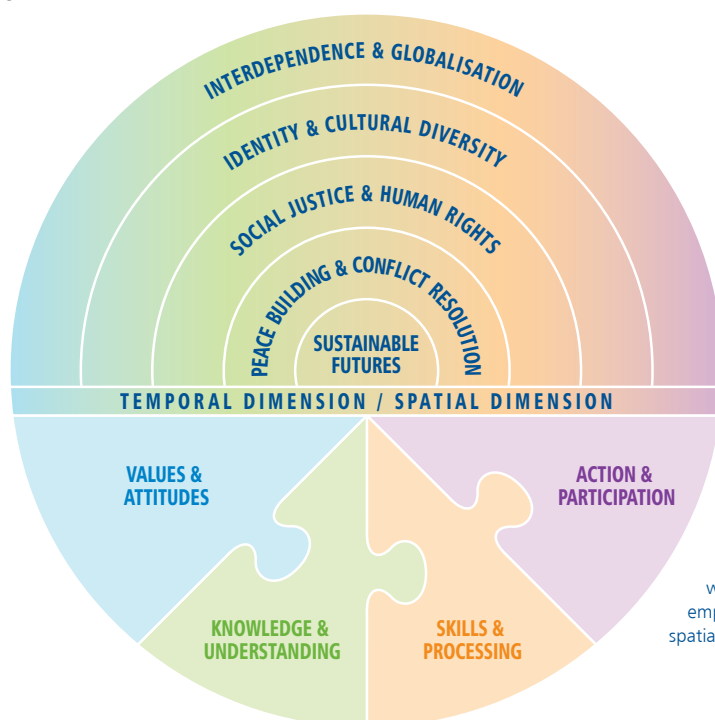 INTERDEPENDENCE & GLOBALISATION
IDENTITY & CULTURAL DIVERSITY
SOCIAL JUSTICE & HUMAN RIGHTS
PEACE BUILDING & CONFLICT RESOLUTION
SUSTAINABLE
FUTURES
TEMPORAL DIMENSION / SPATIAL DIMENSION
VALUES &
ATTITUDES
ACTION &
PARTICIPATION
KNOWLEDGE &
UNDERSTANDING
SKILLS &
PROCESSING